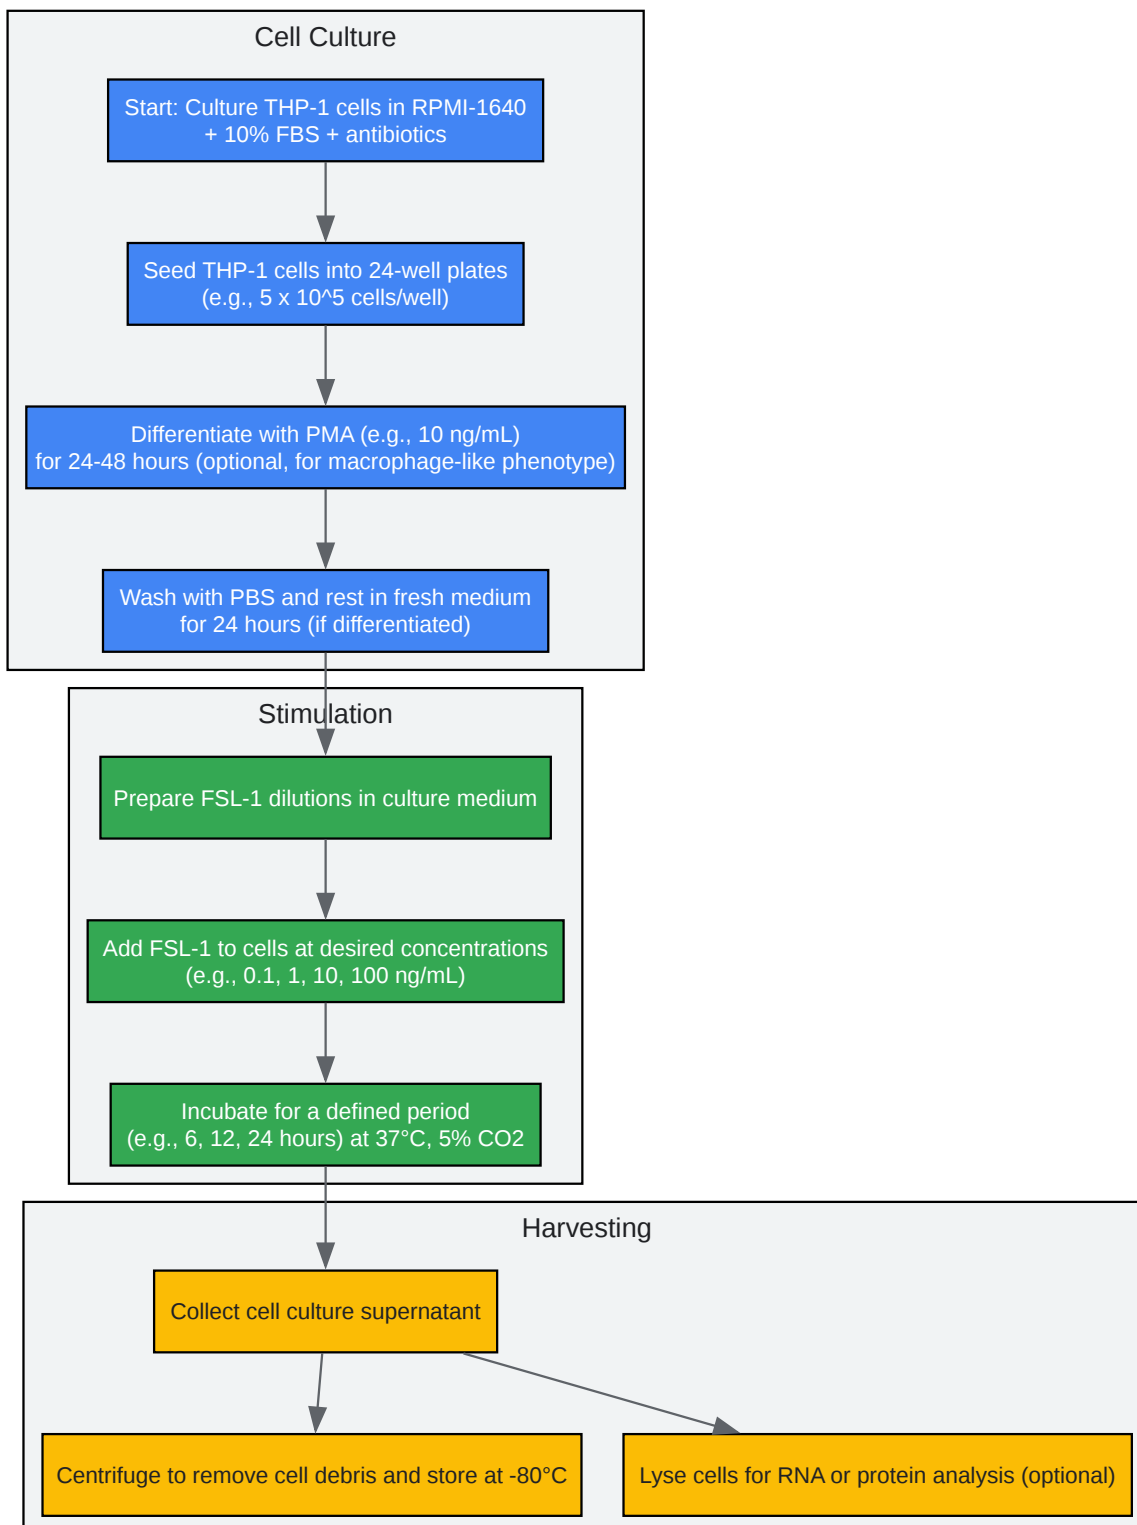 Cell Culture
Start: Culture THP-1 cells in RPMI-1640
+ 10% FBS + antibiotics
Seed THP-1 cells into 24-well plates
(e.g., 5 x 10^5 cells/well)
Differentiate with PMA (e.g., 10 ng/mL)
for 24-48 hours (optional, for macrophage-like phenotype)
Wash with PBS and rest in fresh medium
for 24 hours (if differentiated)
Stimulation
Prepare FSL-1 dilutions in culture medium
Add FSL-1 to cells at desired concentrations
(e.g., 0.1, 1, 10, 100 ng/mL)
Incubate for a defined period
(e.g., 6, 12, 24 hours) at 37°C, 5% CO2
Harvesting
Collect cell culture supernatant
Centrifuge to remove cell debris and store at -80°C
Lyse cells for RNA or protein analysis (optional)